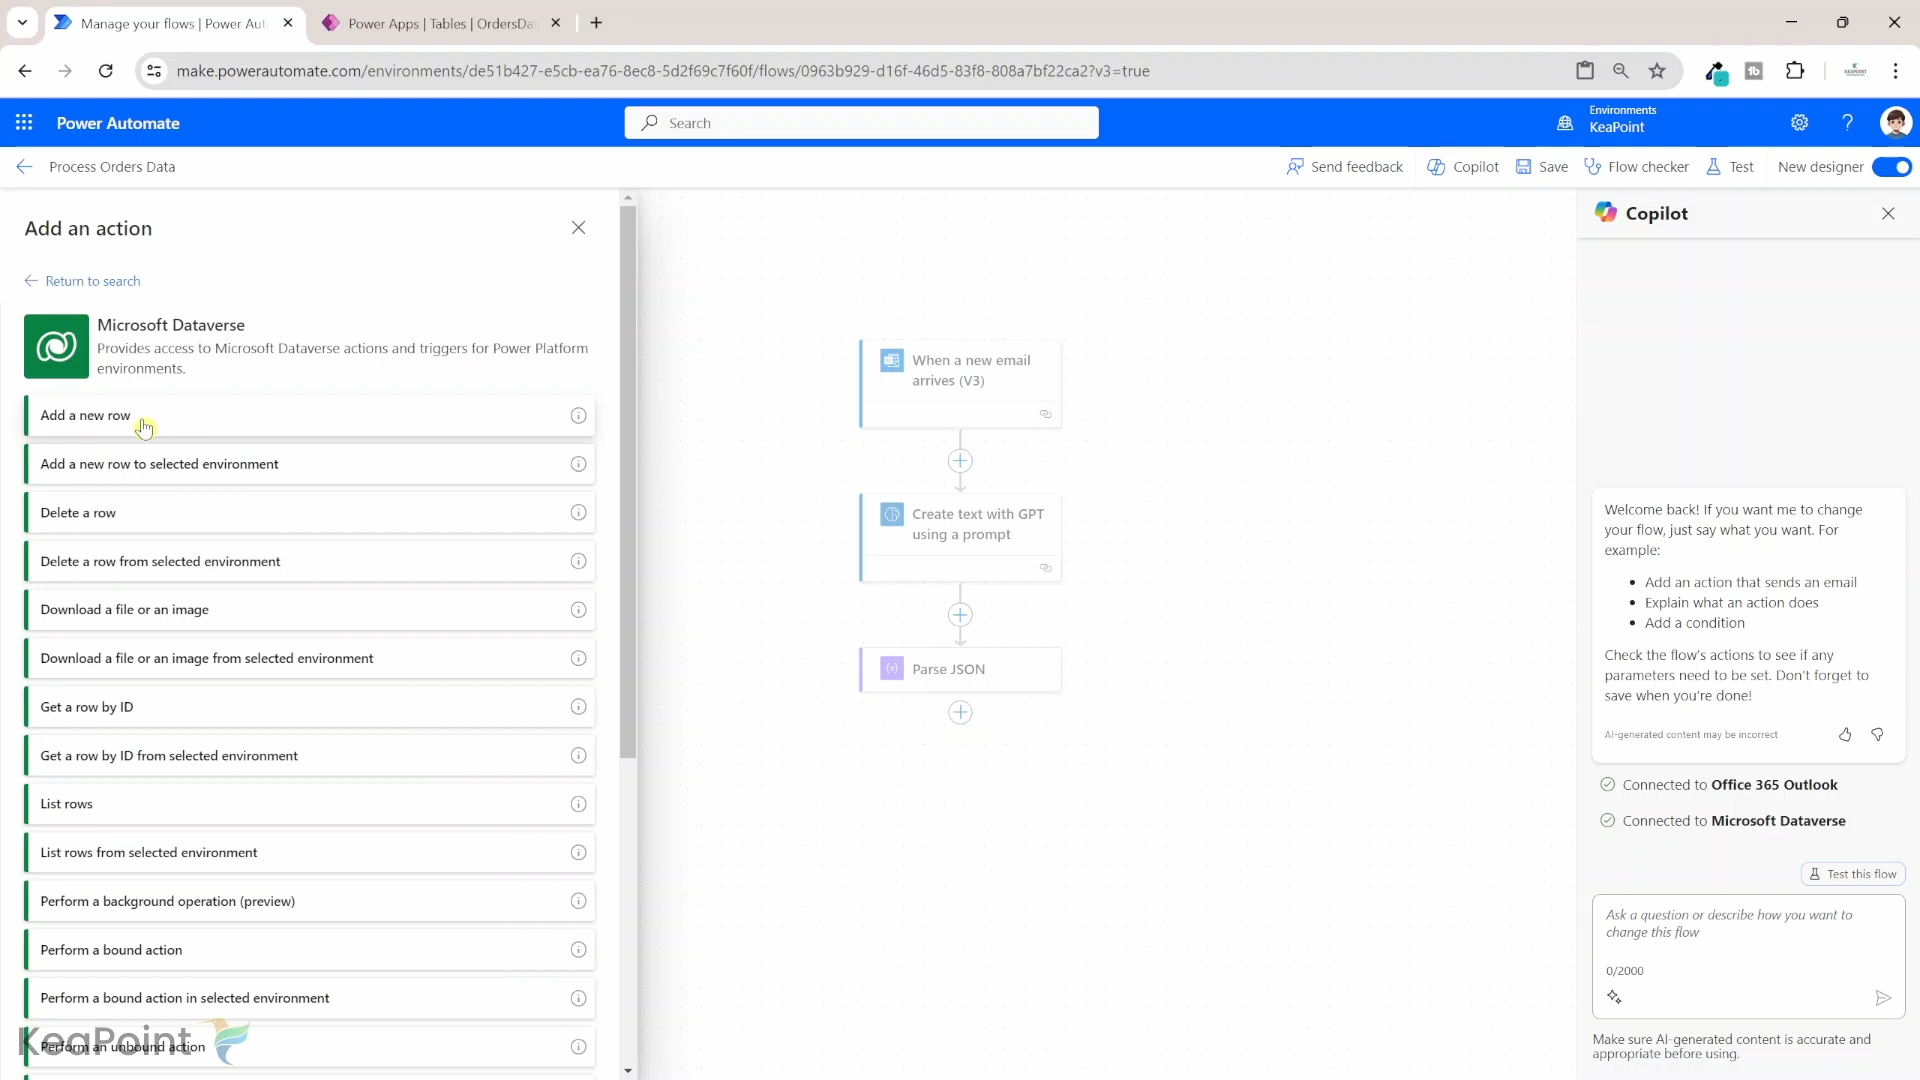 Manage your flows | Power Aut
Power Apps | Tables | OrdersDa
make.powerautomate.com/environments/de51b427-e5cb-ea76-8ec8-5d2f69c7f60f/flows/0963b929-d16f-46d5-83f8-808a7bf22ca2?v3=true
Power Automate
Search
Environments
KeaPoint
Process Orders Data
Send feedback
Copilot
Save
Flow checker
Test
New designer
Add an action
Return to search
Microsoft Dataverse
Provides access to Microsoft Dataverse actions and triggers for Power Platform
environments.
Add a new row
Add a new row to selected environment
Delete a row
Delete a row from selected environment
Download a file or an image
Download a file or an image from selected environment
Get a row by ID
Get a row by ID from selected environment
List rows
List rows from selected environment
Perform a background operation (preview)
Perform a bound action
Perform a bound action in selected environment
Perform an unbound action
KeaPoint
When a new email
arrives (V3)
Create text with GPT
using a prompt
Parse JSON
Copilot
Welcome back! If you want me to change
your flow, just say what you want. For
example:
• Add an action that sends an email
• Explain what an action does
• Add a condition
Check the flow's actions to see if any
parameters need to be set. Don't forget to
save when you're done!
AI-generated content may be incorrect
Connected to Office 365 Outlook
Connected to Microsoft Dataverse
Test this flow
Ask a question or describe how you want to
change this flow
0/2000
Make sure AI-generated content is accurate and
appropriate before using.